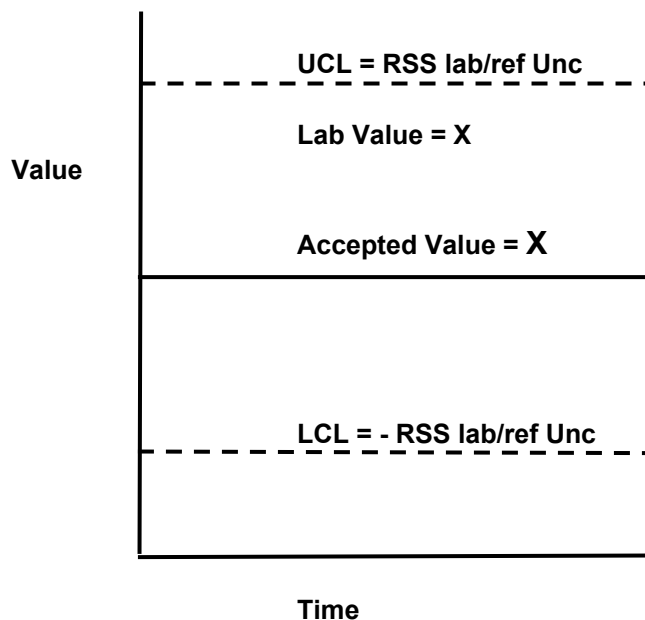 UCL = RSS lab/ref Unc
Lab Value = X
Value
Accepted Value = X
LCL = - RSS lab/ref Unc
Time